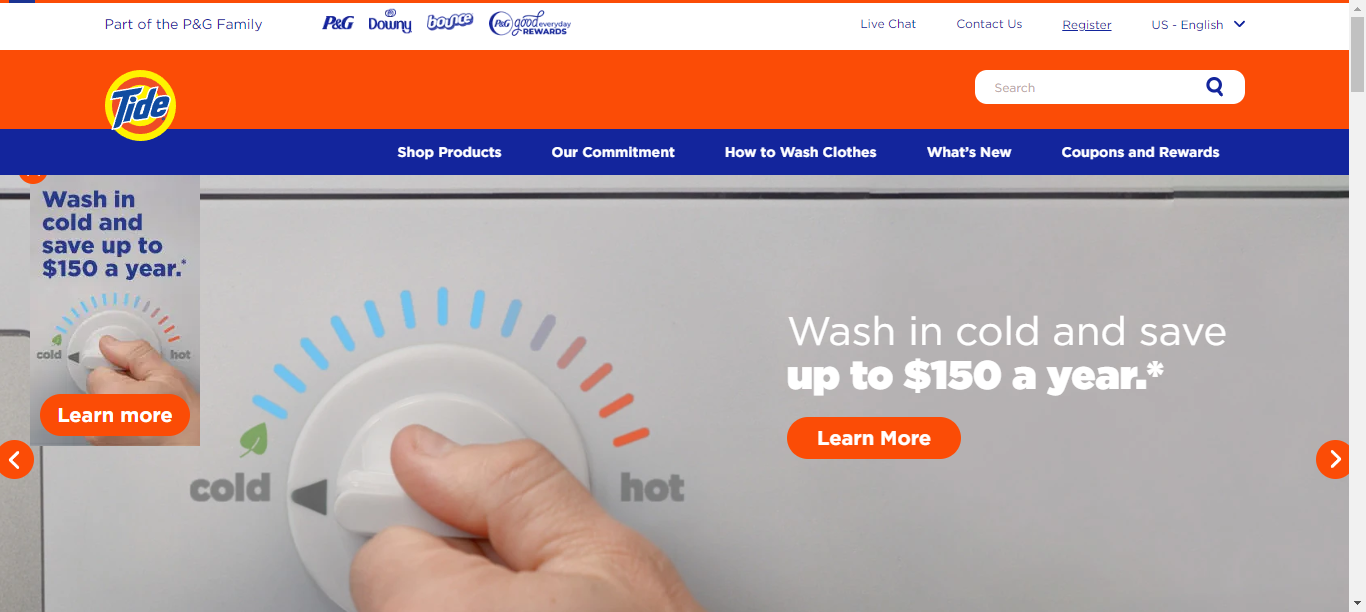 Part of the P&G Family
P&G
Downy
bounce
P&G good everyday
REWARDS
Live Chat
Contact Us
Register
US - English
Tide
Search
Shop Products
Our Commitment
How to Wash Clothes
What's New
Coupons and Rewards
Wash in
cold and
save up to
$150 a year.*
cold
hot
Learn more
Wash in cold and save
up to $150 a year.*
Learn More
cold
hot